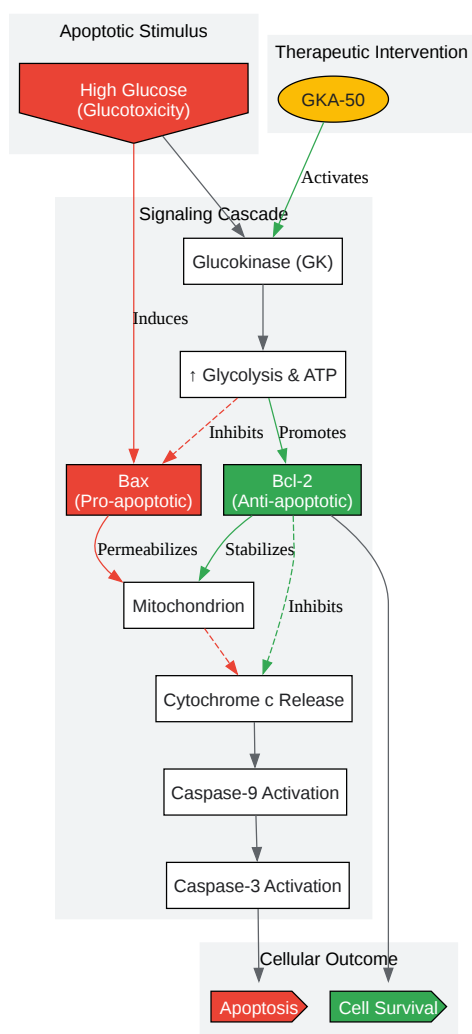 Apoptotic Stimulus
Therapeutic Intervention
High Glucose
(Glucotoxicity)
GKA-50
Activates
Signaling Cascade
Glucokinase (GK)
Induces
↑ Glycolysis & ATP
Inhibits
Promotes
Bax
(Pro-apoptotic)
Bcl-2
(Anti-apoptotic)
Permeabilizes
Stabilizes
Mitochondrion
Inhibits
Cytochrome c Release
Caspase-9 Activation
Caspase-3 Activation
Cellular Outcome
Apoptosis
Cell Survival